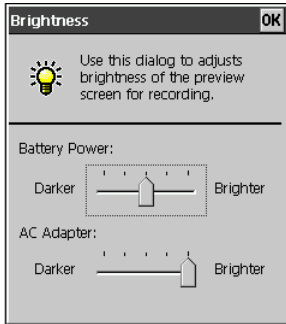 Brightness OK
Use this dialog to adjusts
brightness of the preview
screen for recording.
Battery Power:
Darker Brighter
AC Adapter:
Darker Brighter